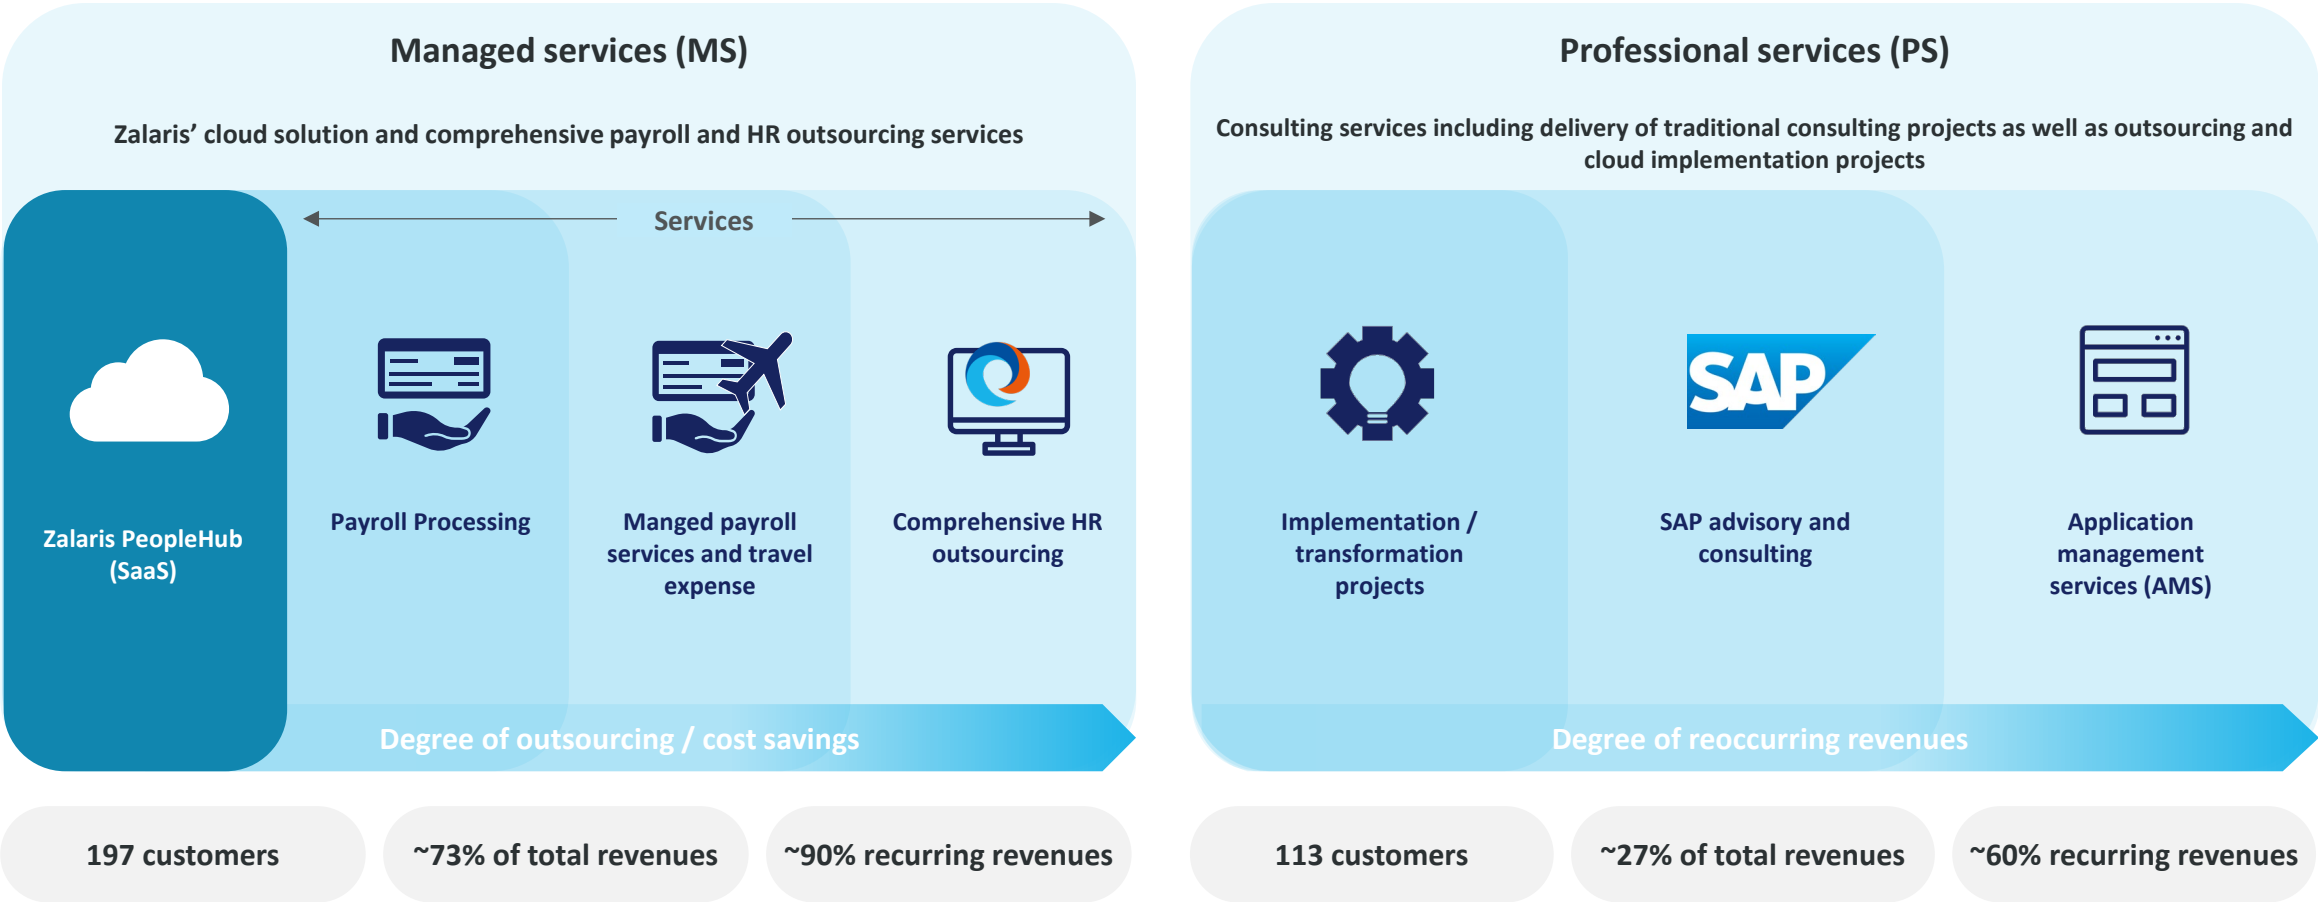 Managed services (MS)
Zalaris’ cloud solution and comprehensive payroll and HR outsourcing services
Services
Zalaris PeopleHub
(SaaS)
Payroll Processing
Manged payroll
services and travel
expense
Comprehensive HR
outsourcing
Degree of outsourcing / cost savings
197 customers
~73% of total revenues
~90% recurring revenues
Professional services (PS)
Consulting services including delivery of traditional consulting projects as well as outsourcing and
cloud implementation projects
Implementation /
transformation
projects
SAP
SAP advisory and
consulting
Application
management
services (AMS)
Degree of reoccurring revenues
113 customers
~27% of total revenues
~60% recurring revenues